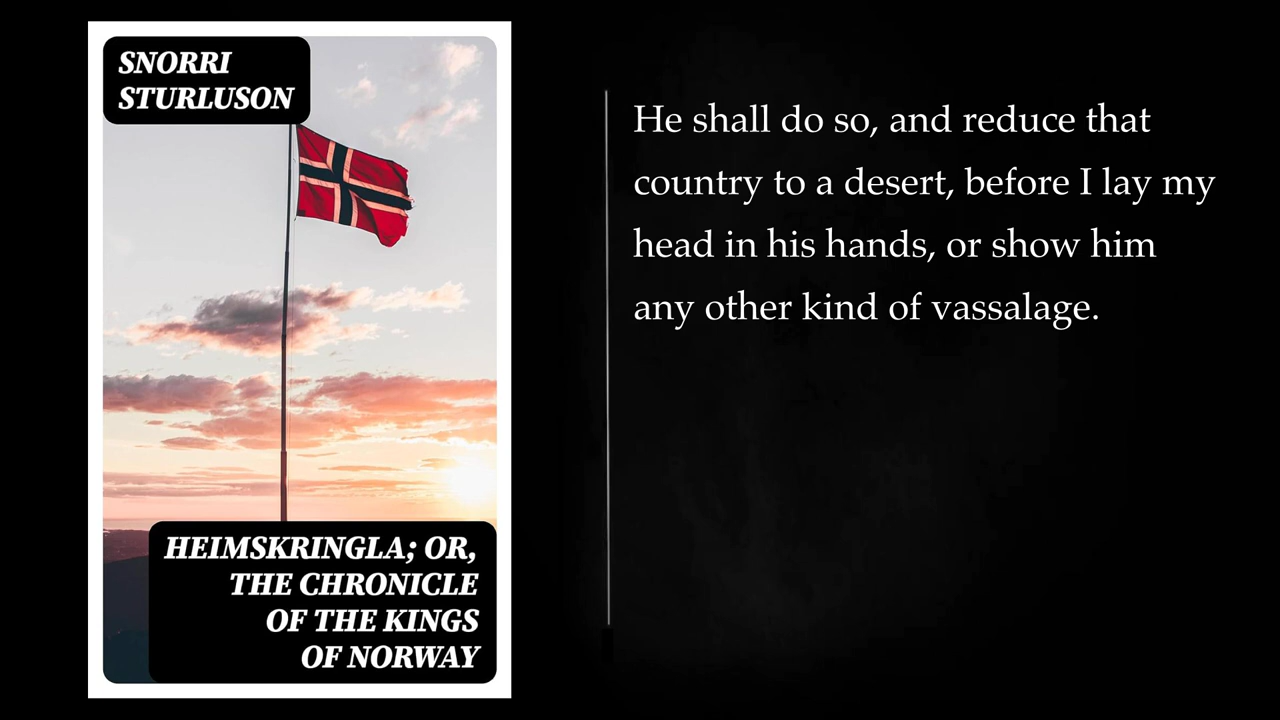 SNORRI
STURLUSON
HEIMSKRINGLA; OR,
THE CHRONICLE
OF THE KINGS
OF NORWAY
He shall do so, and reduce that
country to a desert, before I lay my
head in his hands, or show him
any other kind of vassalage.